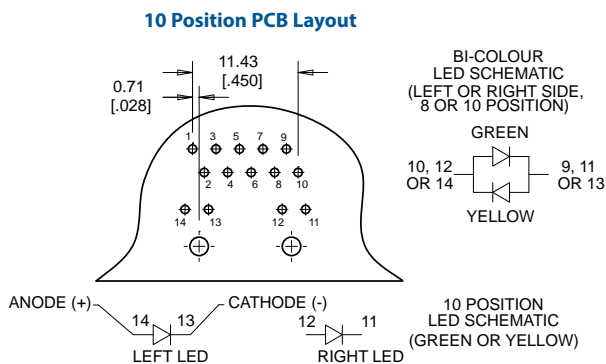 10 Position PCB Layout
11.43
[.450]
0.71
[.028]
1 3 5 7 9
2 4 6 8 10
14 13 12 11
BI-COLOUR
LED SCHEMATIC
(LEFT OR RIGHT SIDE,
8 OR 10 POSITION)
GREEN
10, 12
OR 14
9, 11
OR 13
YELLOW
ANODE (+)
CATHODE (-)
14 13
LEFT LED
12 11
RIGHT LED
10 POSITION
LED SCHEMATIC
(GREEN OR YELLOW)